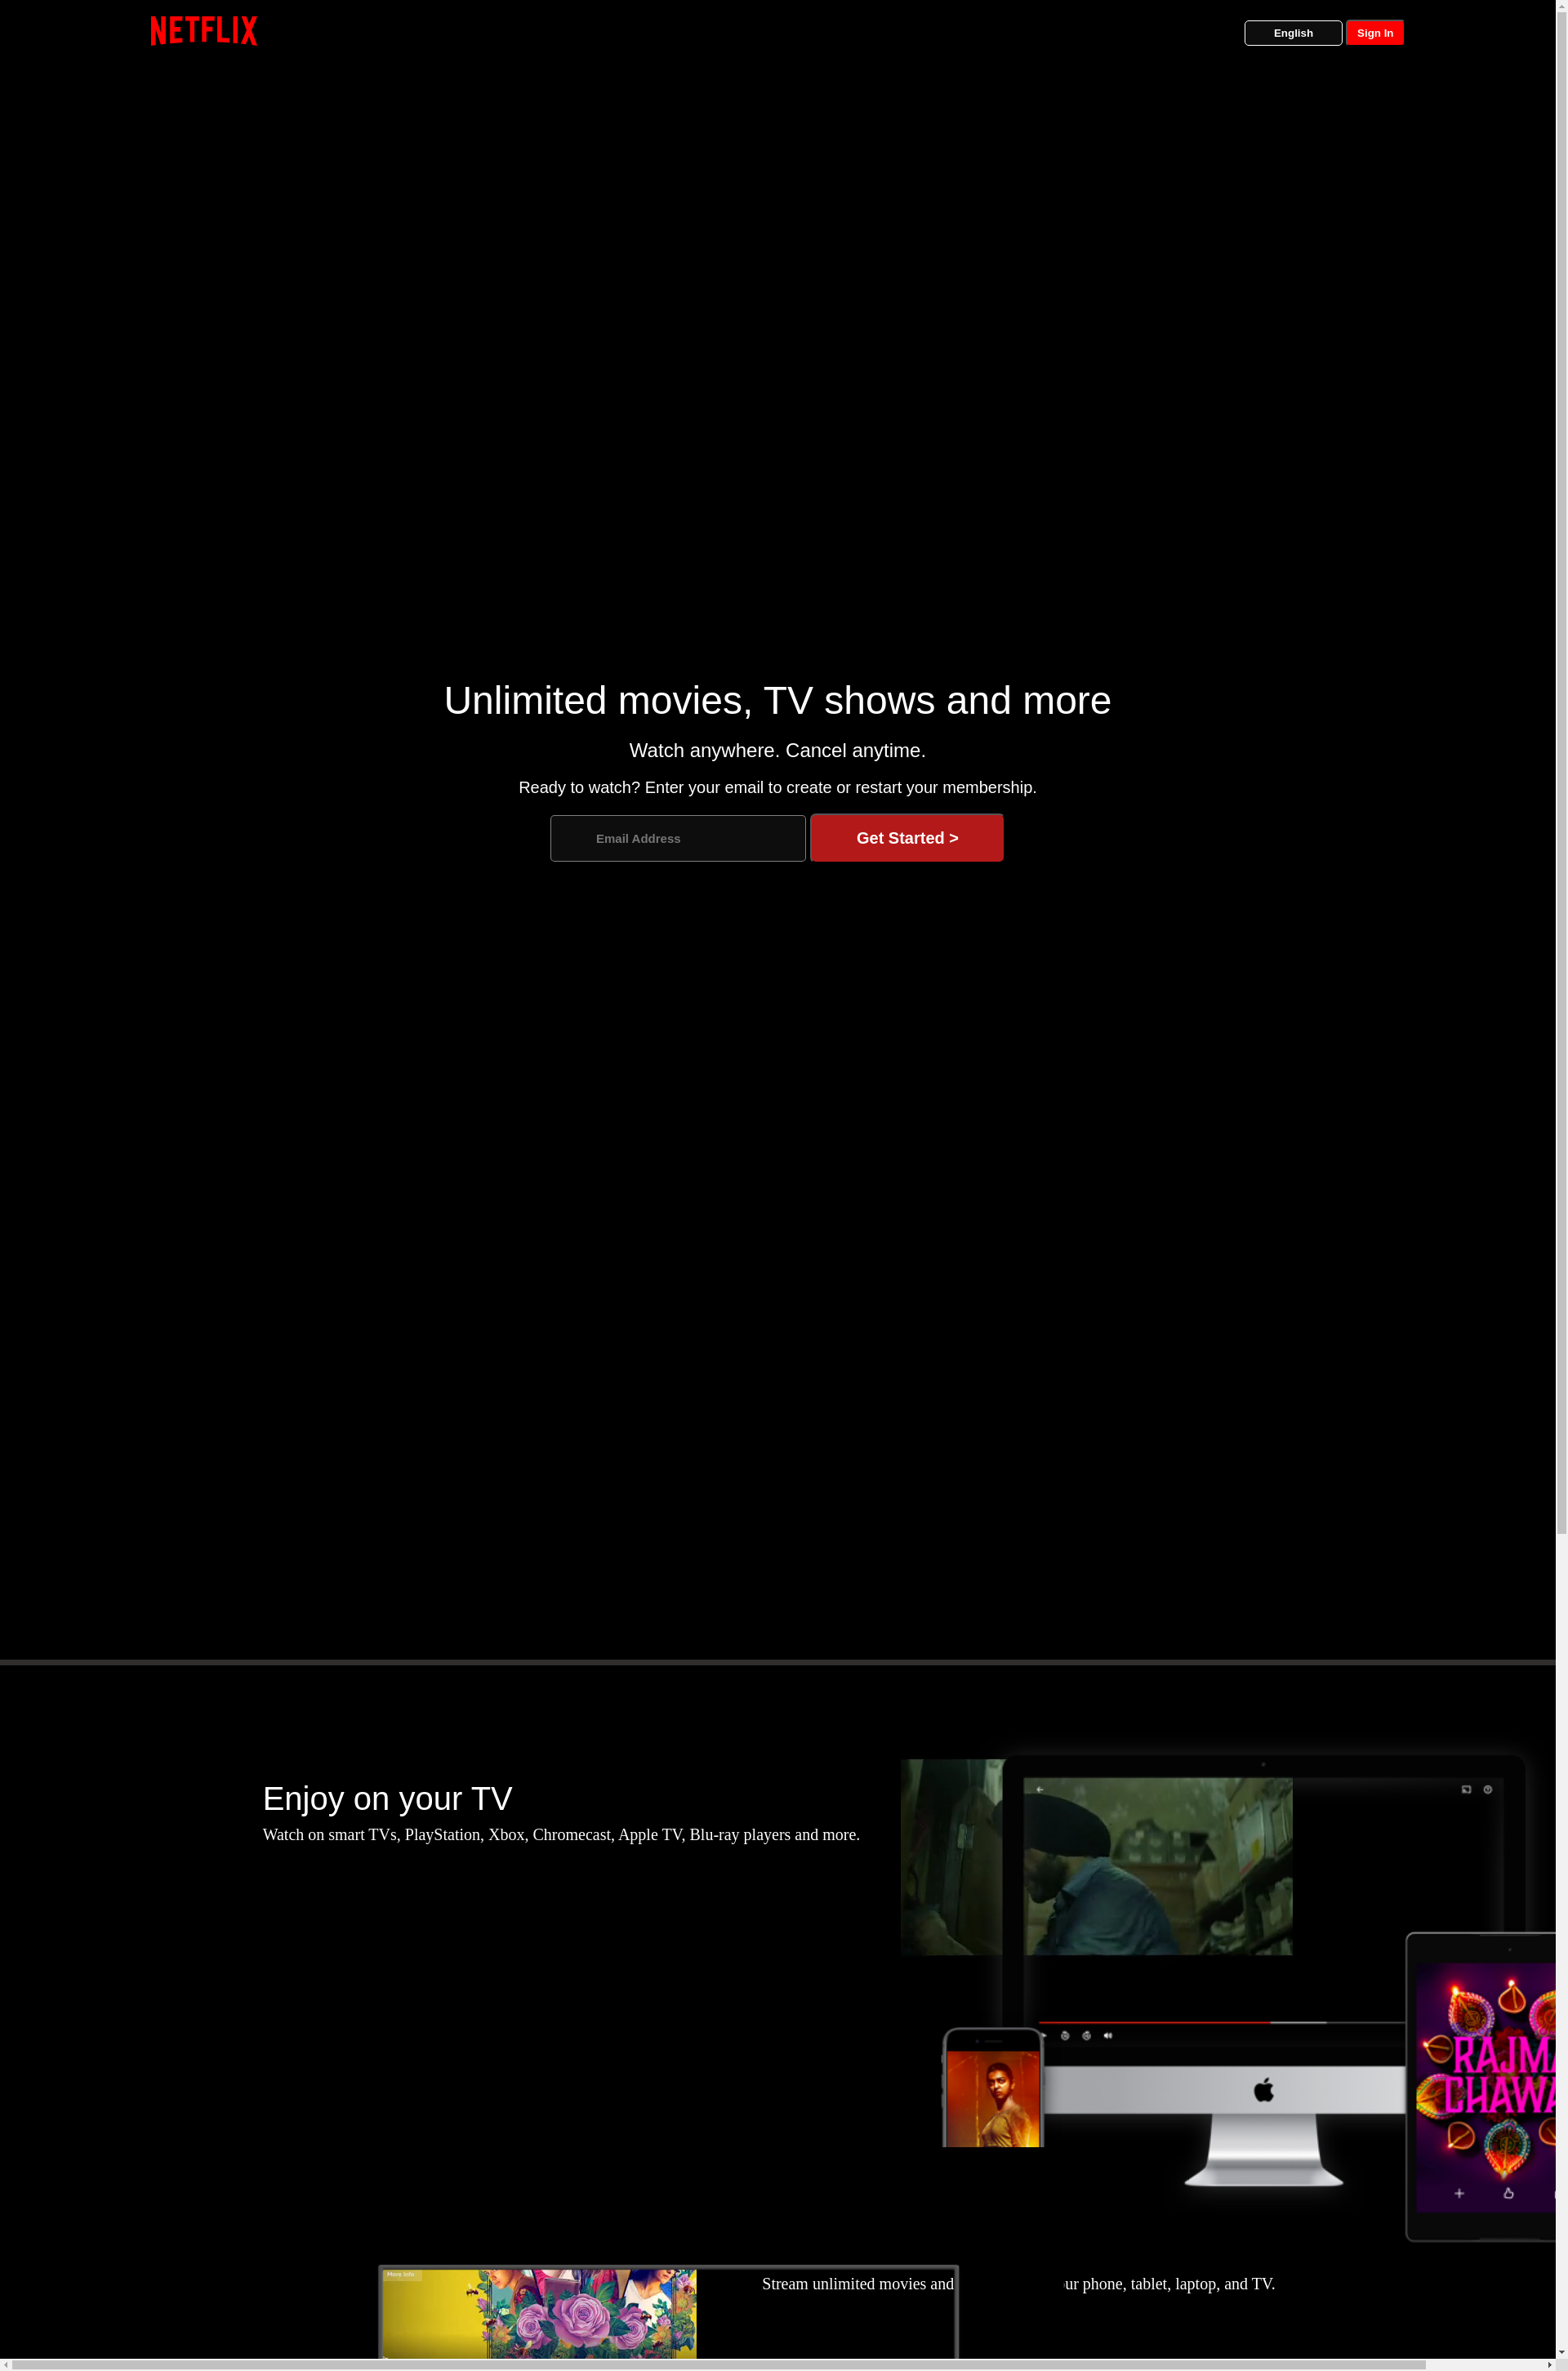 NETFLIX
English
Sign In
Unlimited movies, TV shows and more
Watch anywhere. Cancel anytime.
Ready to watch? Enter your email to create or restart your membership.
Email Address
Get Started >
Enjoy on your TV
Watch on smart TVs, PlayStation, Xbox, Chromecast, Apple TV, Blu-ray players and more.
RAJMA
CHAWA
More Info
Stream unlimited movies and ur phone, tablet, laptop, and TV.